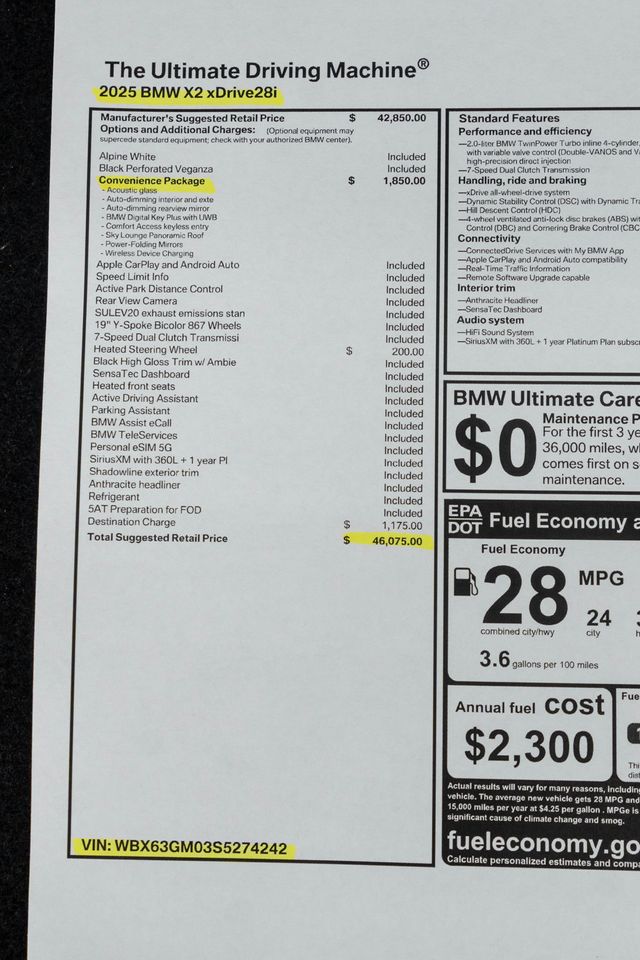 The Ultimate Driving Machine®
2025 BMW X2 xDrive28i
Manufacturer's Suggested Retail Price $ 42,850.00
Options and Additional Charges: (Optional equipment may
supercede standard equipment; check with your authorized BMW center).
Alpine White Included
Black Perforated Veganza Included
Convenience Package $ 1,850.00
- Acoustic glass
- Auto-dimming interior and exte
- Auto-dimming rearview mirror
- BMW Digital Key Plus with UWB
- Comfort Access keyless entry
- Sky Lounge Panoramic Roof
- Power-Folding Mirrors
- Wireless Device Charging
Apple CarPlay and Android Auto Included
Speed Limit Info Included
Active Park Distance Control Included
Rear View Camera Included
SULEV20 exhaust emissions stan Included
19" Y-Spoke Bicolor 867 Wheels Included
7-Speed Dual Clutch Transmissi Included
Heated Steering Wheel $ 200.00
Black High Gloss Trim w/ Ambie Included
SensaTec Dashboard Included
Heated front seats Included
Active Driving Assistant Included
Parking Assistant Included
BMW Assist eCall Included
BMW TeleServices Included
Personal eSIM 5G Included
SiriusXM with 360L + 1 year Pl Included
Shadowline exterior trim Included
Anthracite headliner Included
Refrigerant Included
5AT Preparation for FOD Included
Destination Charge $ 1,175.00
Total Suggested Retail Price $ 46,075.00
VIN: WBX63GM03S5274242
Standard Features
Performance and efficiency
—2.0-liter BMW TwinPower Turbo inline 4-cylinder,
with variable valve control (Double-VANOS and Va
high-precision direct injection
—7-Speed Dual Clutch Transmission
Handling, ride and braking
—xDrive all-wheel-drive system
—Dynamic Stability Control (DSC) with Dynamic Tra
—Hill Descent Control (HDC)
—4-wheel ventilated anti-lock disc brakes (ABS) wit
Control (DBC) and Cornering Brake Control (CBC
Connectivity
—ConnectedDrive Services with My BMW App
—Apple CarPlay and Android Auto compatibility
—Real-Time Traffic Information
—Remote Software Upgrade capable
Interior trim
—Anthracite Headliner
—SensaTec Dashboard
Audio system
—HiFi Sound System
—SiriusXM with 360L + 1 year Platinum Plan subscr
BMW Ultimate Care
$0 Maintenance P
For the first 3 ye
36,000 miles, wh
comes first on s
maintenance.
EPA
DOT Fuel Economy a
Fuel Economy
28 MPG
24
combined city/hwy city h
3.6 gallons per 100 miles
Annual fuel cost
$2,300
Fue
Thi
dist
Actual results will vary for many reasons, including
vehicle. The average new vehicle gets 28 MPG and
15,000 miles per year at $4.25 per gallon . MPGe is
significant cause of climate change and smog.
fueleconomy.go
Calculate personalized estimates and compa